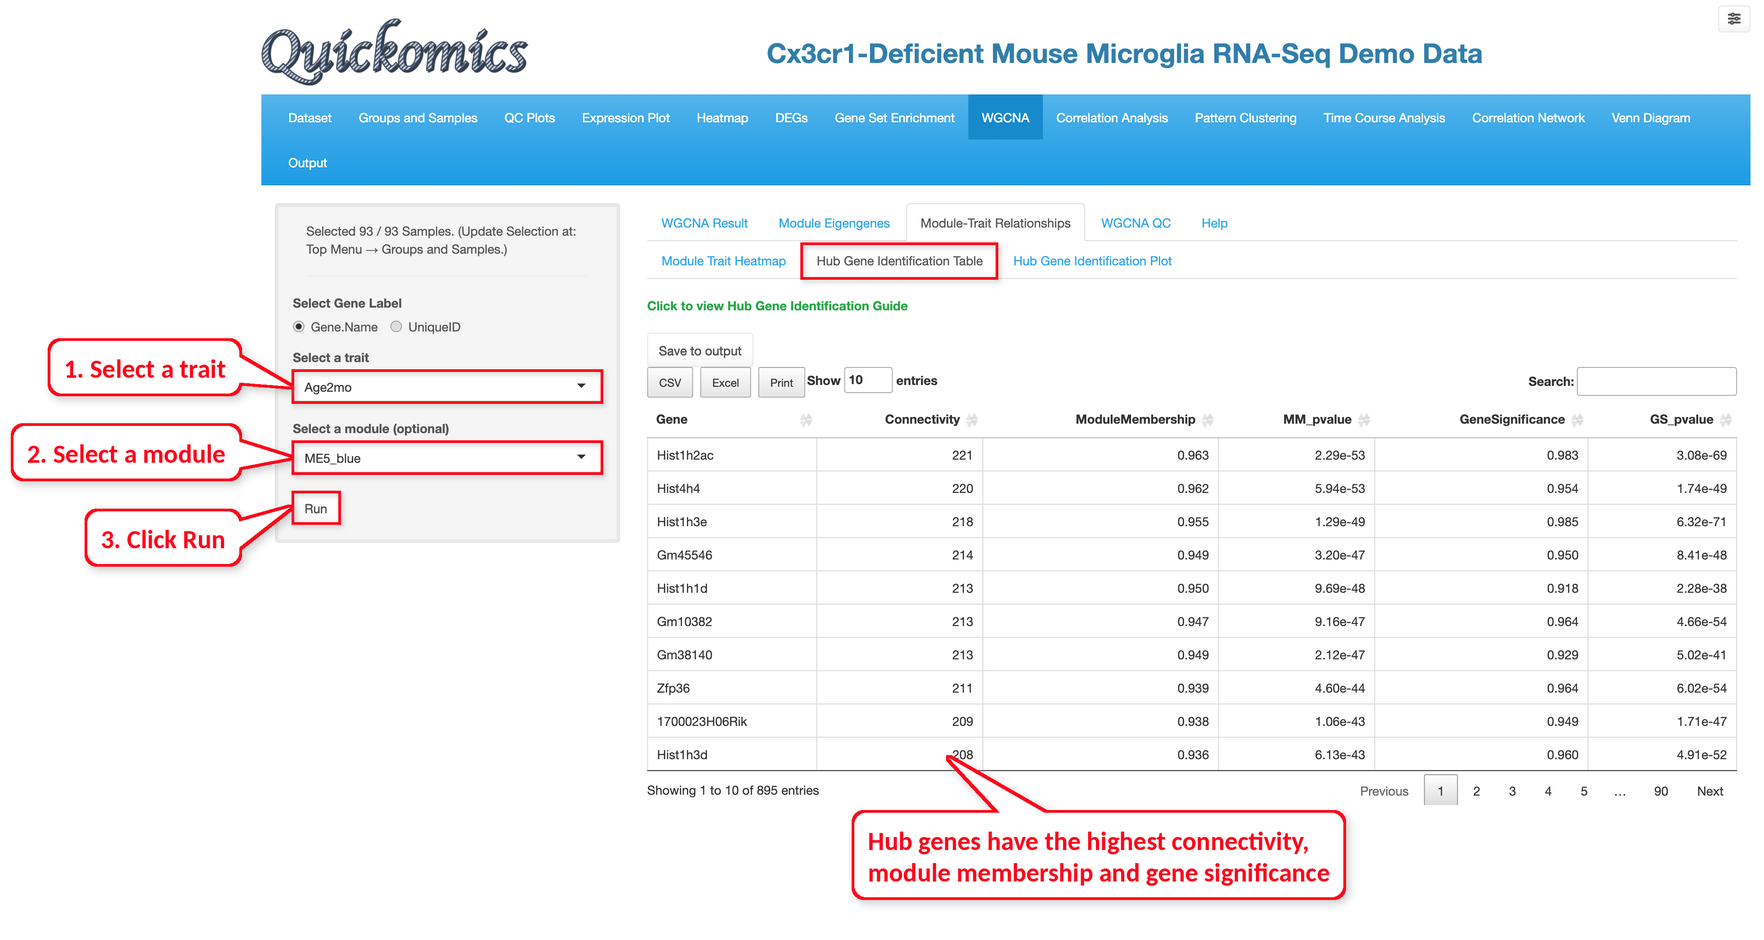 Quickomics
Cx3cr1-Deficient Mouse Microglia RNA-Seq Demo Data
Dataset Groups and Samples QC Plots Expression Plot Heatmap DEGs Gene Set Enrichment WGCNA Correlation Analysis Pattern Clustering Time Course Analysis Correlation Network Venn Diagram
Output
Selected 93 / 93 Samples. (Update Selection at:
Top Menu → Groups and Samples.)
Select Gene Label
Gene.Name UniqueID
Select a trait
Age2mo
Select a module (optional)
ME5_blue
Run
1. Select a trait
2. Select a module
3. Click Run
WGCNA Result Module Eigengenes Module-Trait Relationships WGCNA QC Help
Module Trait Heatmap Hub Gene Identification Table Hub Gene Identification Plot
Click to view Hub Gene Identification Guide
Save to output
CSV Excel Print Show 10 entries Search:
Gene Connectivity ModuleMembership MM_pvalue GeneSignificance GS_pvalue
Hist1h2ac 221 0.963 2.29e-53 0.983 3.08e-69
Hist4h4 220 0.962 5.94e-53 0.954 1.74e-49
Hist1h3e 218 0.955 1.29e-49 0.985 6.32e-71
Gm45546 214 0.949 3.20e-47 0.950 8.41e-48
Hist1h1d 213 0.950 9.69e-48 0.918 2.28e-38
Gm10382 213 0.947 9.16e-47 0.964 4.66e-54
Gm38140 213 0.949 2.12e-47 0.929 5.02e-41
Zfp36 211 0.939 4.60e-44 0.964 6.02e-54
1700023H06Rik 209 0.938 1.06e-43 0.949 1.71e-47
Hist1h3d 208 0.936 6.13e-43 0.960 4.91e-52
Showing 1 to 10 of 895 entries Previous 1 2 3 4 5 … 90 Next
Hub genes have the highest connectivity,
module membership and gene significance